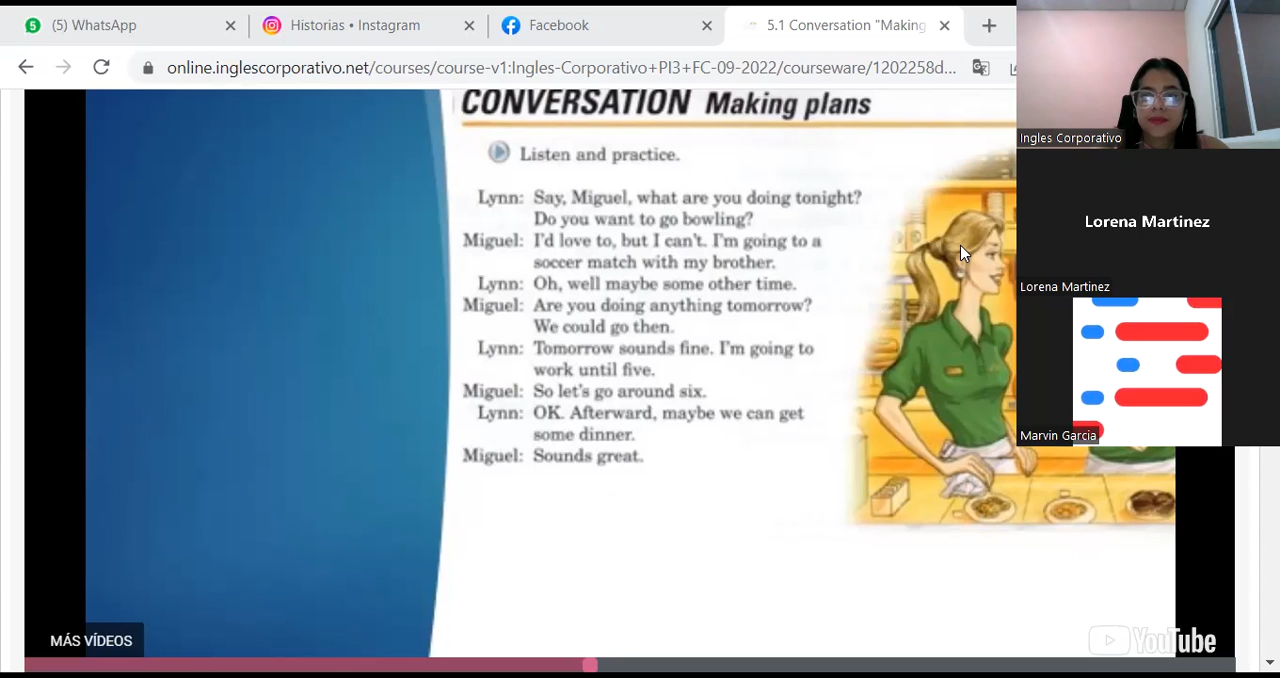 5 (5) WhatsApp
Historias • Instagram
Facebook
5.1 Conversation "Making
online.inglescorporativo.net/courses/course-v1:Ingles-Corporativo+PI3+FC-09-2022/courseware/1202258d...
CONVERSATION Making plans
Listen and practice.
Lynn: Say, Miguel, what are you doing tonight?
Do you want to go bowling?
Miguel: I'd love to, but I can't. I'm going to a
soccer match with my brother.
Lynn: Oh, well maybe some other time.
Miguel: Are you doing anything tomorrow?
We could go then.
Lynn: Tomorrow sounds fine. I'm going to
work until five.
Miguel: So let's go around six.
Lynn: OK. Afterward, maybe we can get
some dinner.
Miguel: Sounds great.
MÁS VÍDEOS
YouTube
Ingles Corporativo
Lorena Martinez
Lorena Martinez
Marvin Garcia